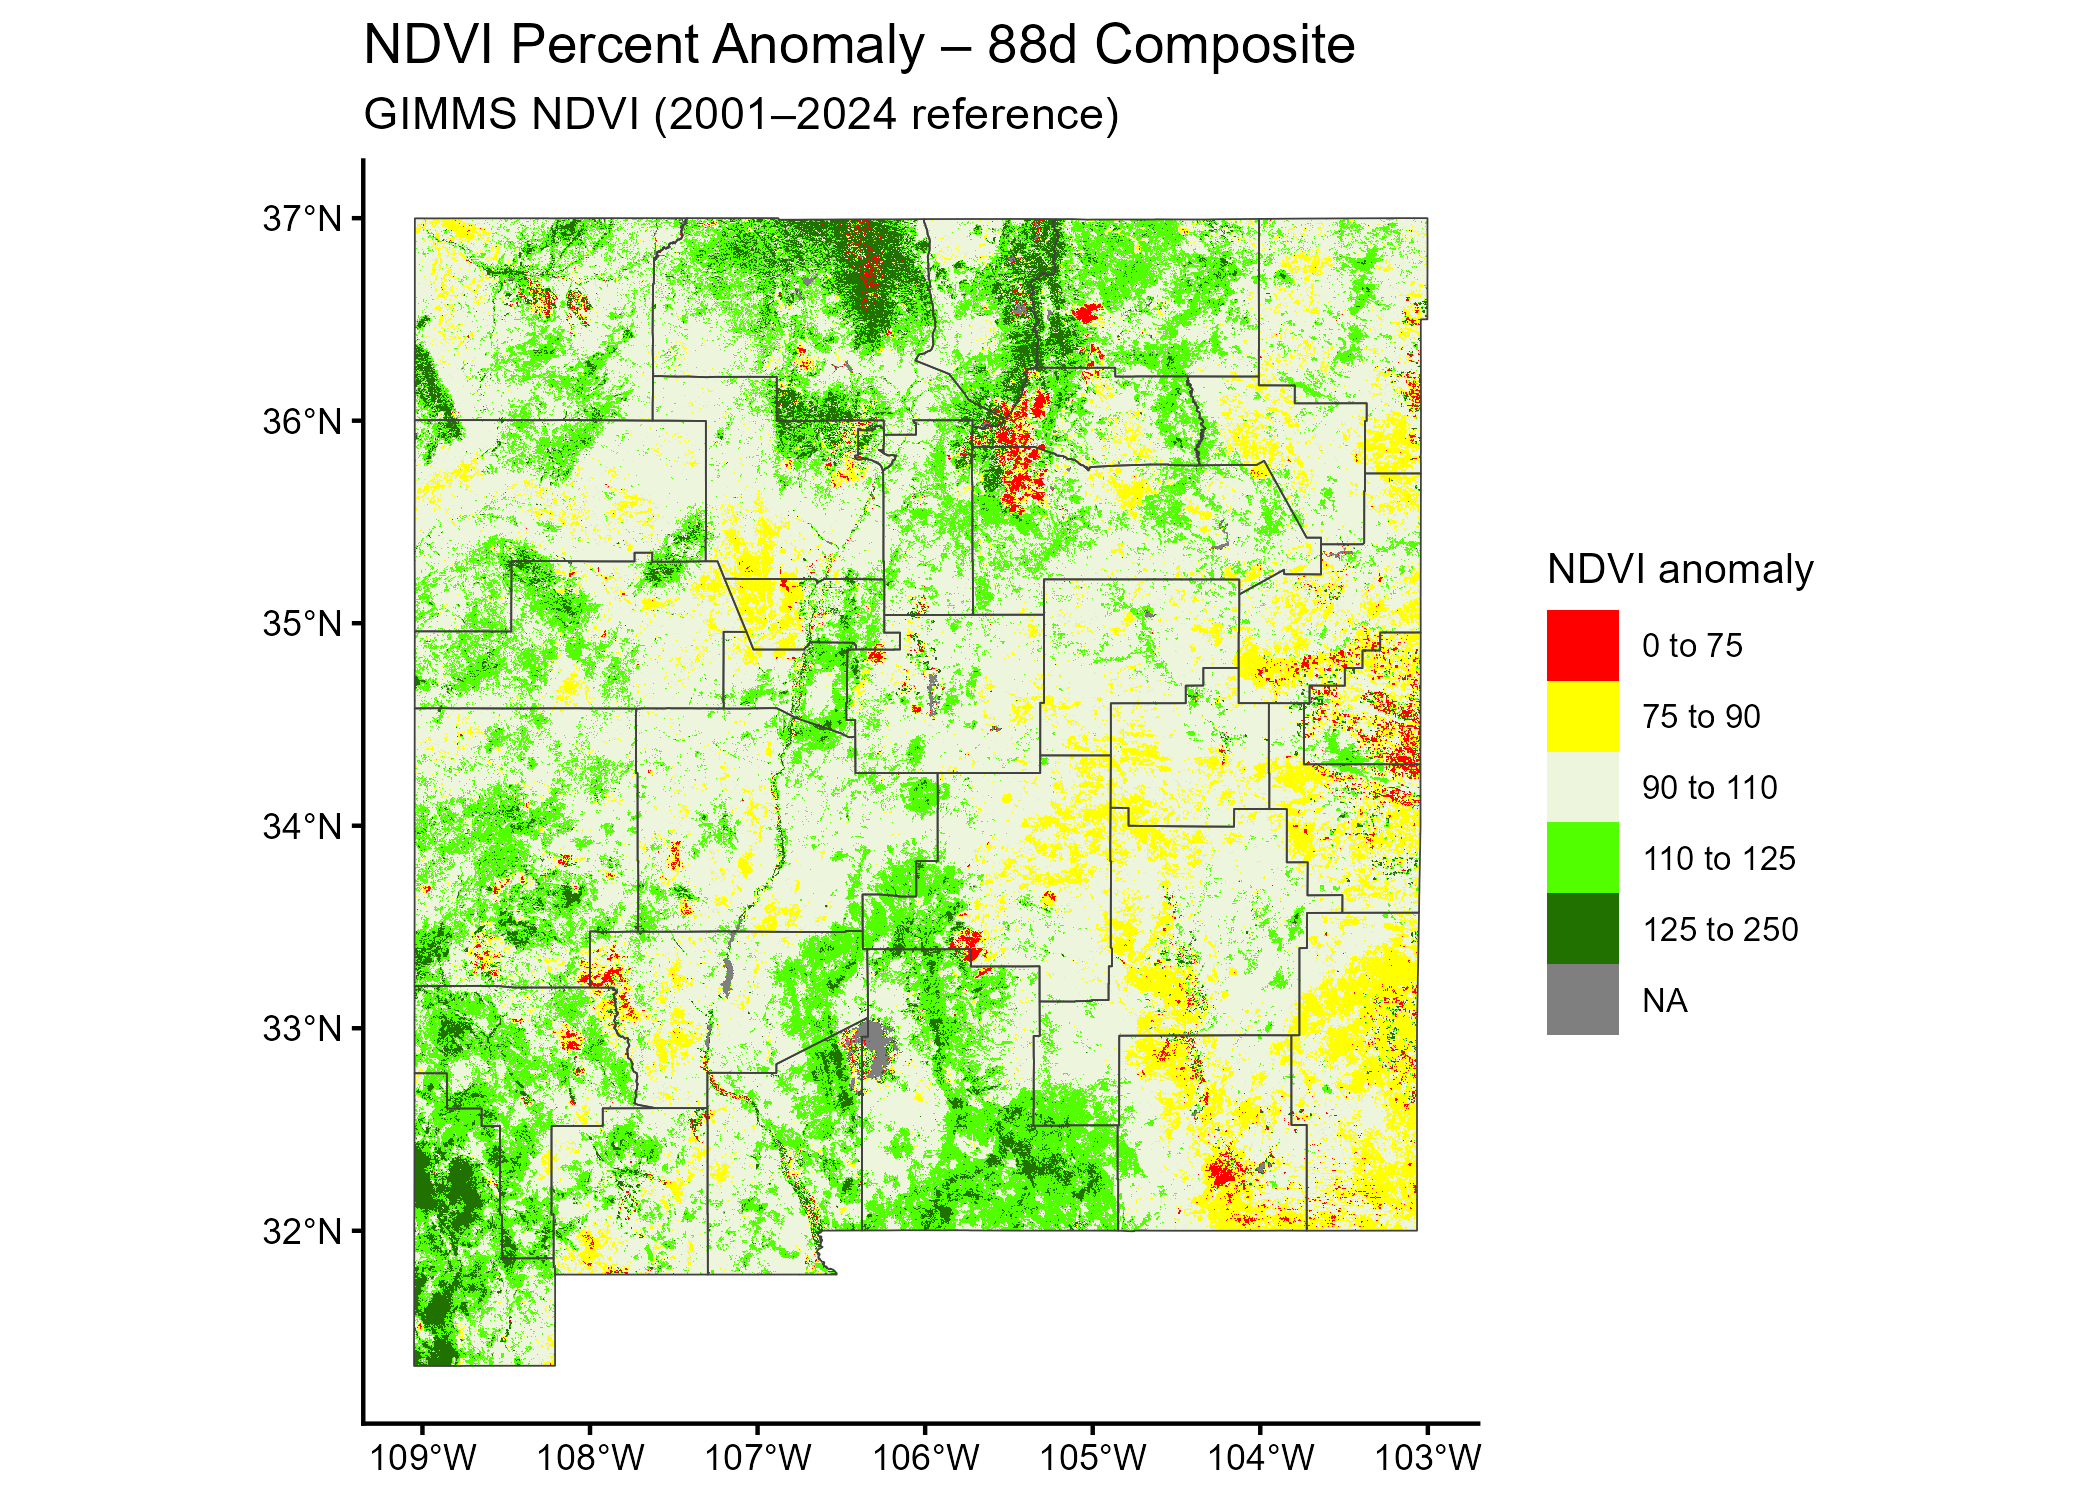 NDVI Percent Anomaly – 88d Composite
GIMMS NDVI (2001–2024 reference)
37°N
36°N
35°N
34°N
33°N
32°N
109°W 108°W 107°W 106°W 105°W 104°W 103°W
NDVI anomaly
0 to 75
75 to 90
90 to 110
110 to 125
125 to 250
NA